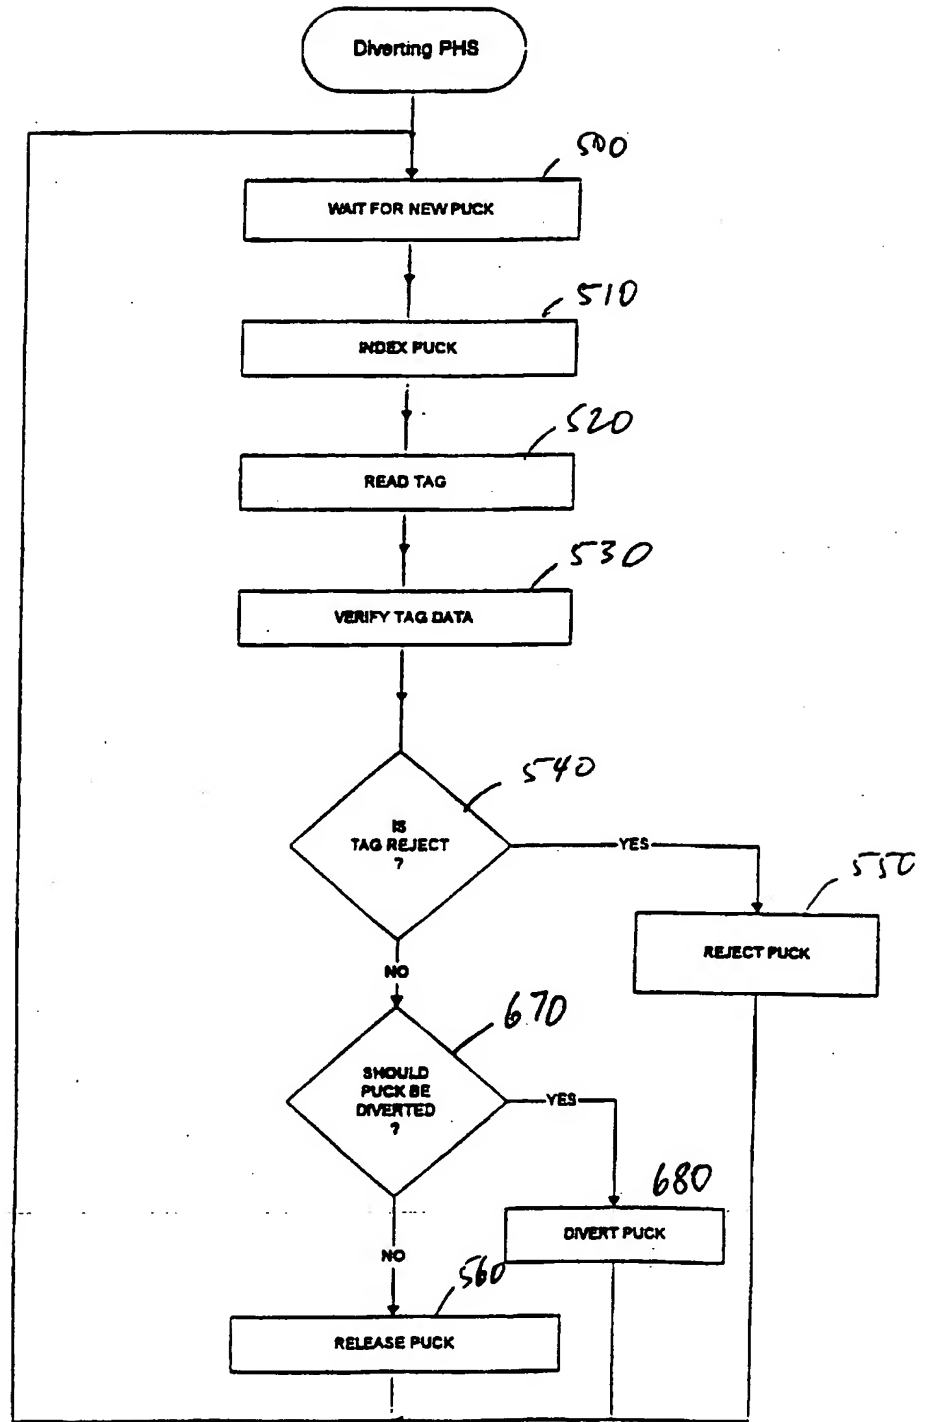 Diverting PHS
500
WAIT FOR NEW PUCK
510
INDEX PUCK
520
READ TAG
530
VERIFY TAG DATA
540
IS
TAG REJECT
?
YES
550
REJECT PUCK
NO
670
SHOULD
PUCK BE
DIVERTED
?
YES
680
DIVERT PUCK
NO
560
RELEASE PUCK